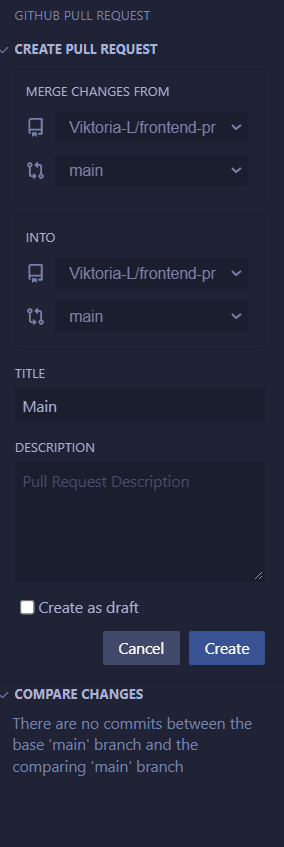 GITHUB PULL REQUEST
CREATE PULL REQUEST
MERGE CHANGES FROM
Viktoria-L/frontend-pr
main
INTO
Viktoria-L/frontend-pr
main
TITLE
Main
DESCRIPTION
Pull Request Description
Create as draft
Cancel Create
COMPARE CHANGES
There are no commits between the
base 'main' branch and the
comparing 'main' branch